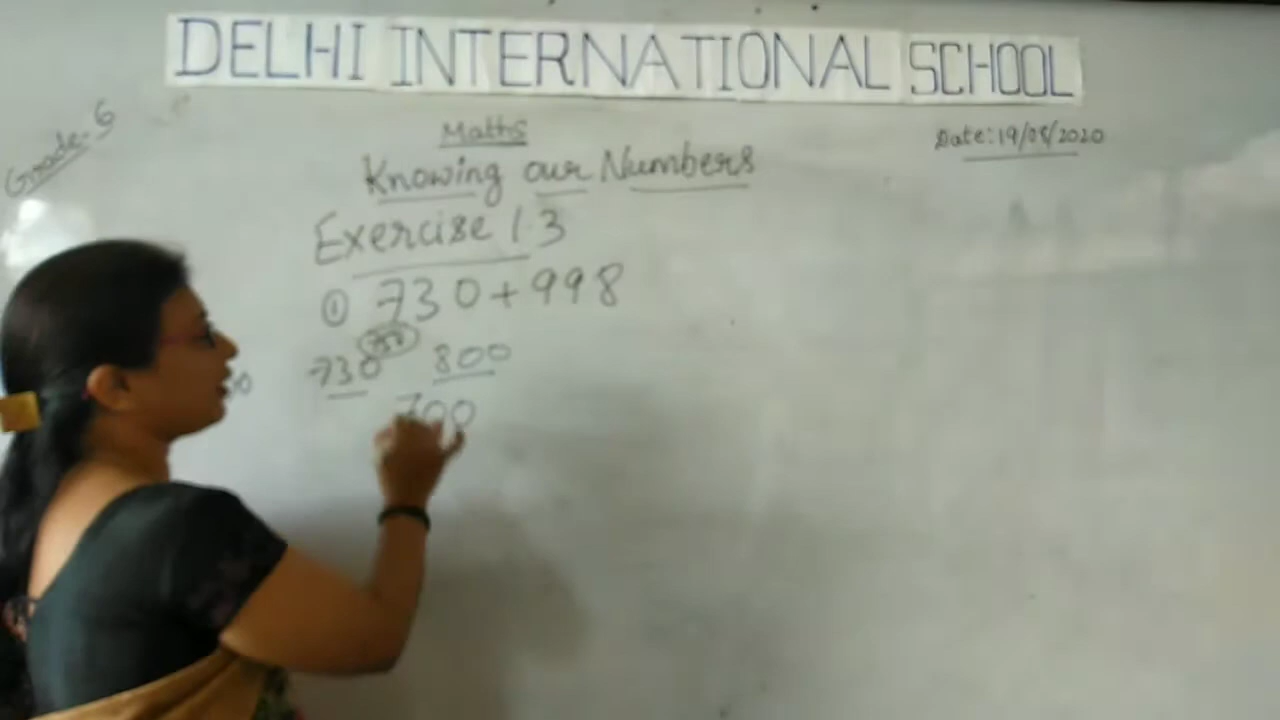 DELHI INTERNATIONAL SCHOOL
Grade-6
Maths
Date:19/08/2020
Knowing our Numbers
Exercise 1.3
① 730+998
750
730 800
700